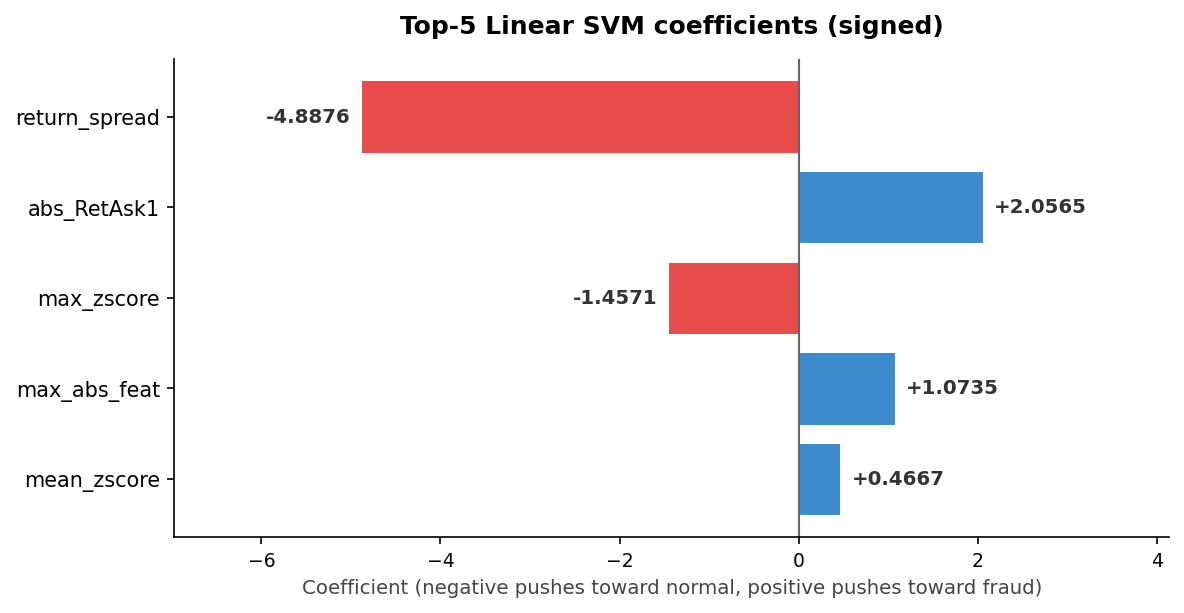 Top-5 Linear SVM coefficients (signed)
return_spread
-4.8876
abs_RetAsk1
+2.0565
max_zscore
-1.4571
max_abs_feat
+1.0735
mean_zscore
+0.4667
−6 −4 −2 0 2 4
Coefficient (negative pushes toward normal, positive pushes toward fraud)